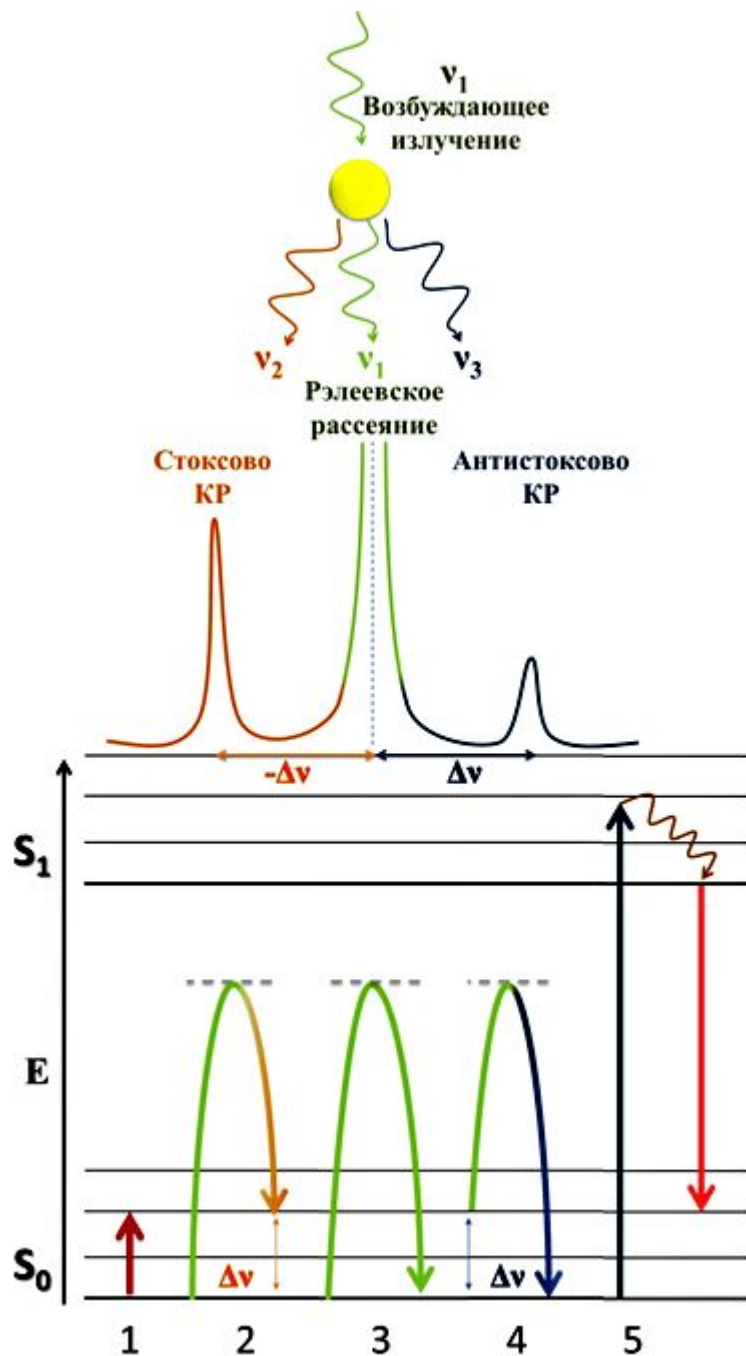 ν₁
Возбуждающее
излучение
ν₂
ν₁
ν₃
Рэлеевское
рассеяние
Стоксово
КР
Антистоксово
КР
-Δν
Δν
S₁
E
S₀
Δν
Δν
1
2
3
4
5